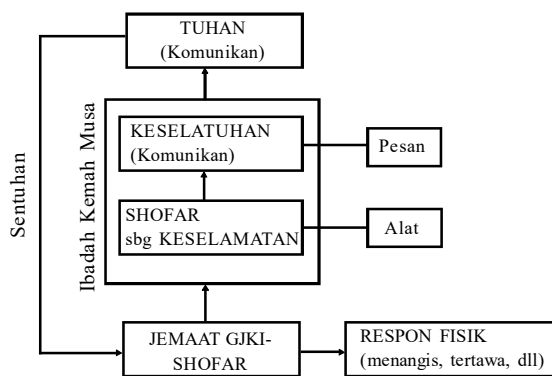 TUHAN
(Komunikan)
Sentuhan
Ibadah Kemah Musa
KESELATUHAN
(Komunikan)
Pesan
SHOFAR
sbg KESELAMATAN
Alat
JEMAAT GJKI-
SHOFAR
RESPON FISIK
(menangis, tertawa, dll)